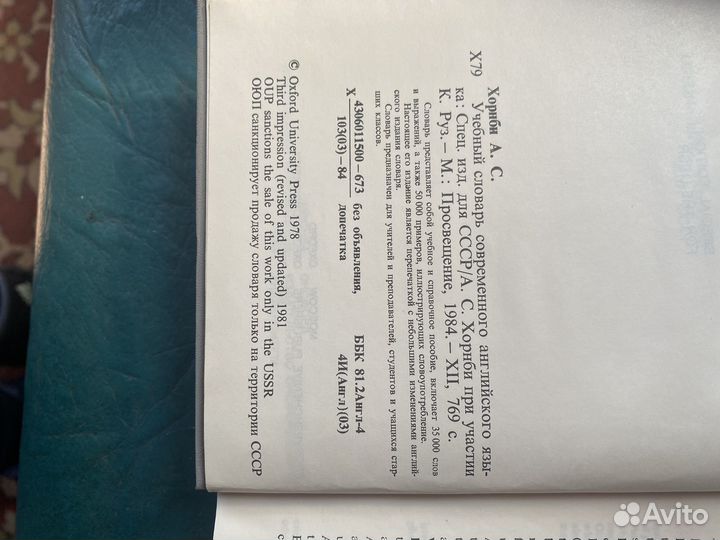 Хорнби А. С.
Х79 Учебный словарь современного английского язы-
ка: Спец. изд. для СССР/А. С. Хорнби при участии
К. Руз.— М.: Просвещение, 1984.— XII, 769 с.
Словарь представляет собой учебное и справочное пособие, включает 35 000 слов
и выражений, а также 50 000 примеров, иллюстрирующих словоупотребление.
Настоящее его издание является перепечаткой с небольшими изменениями англий-
ского издания словаря.
Словарь предназначен для учителей и преподавателей, студентов и учащихся стар-
ших классов.
Х 4306011500—673 без объявления, ББК 81.2Англ-4
103(03)—84 допечатка 4И(Англ)(03)
© Oxford University Press 1978
Third impression (revised and updated) 1981
OUP sanctions the sale of this work only in the USSR
ОЮП санкционирует продажу словаря только на территории СССР
Avito